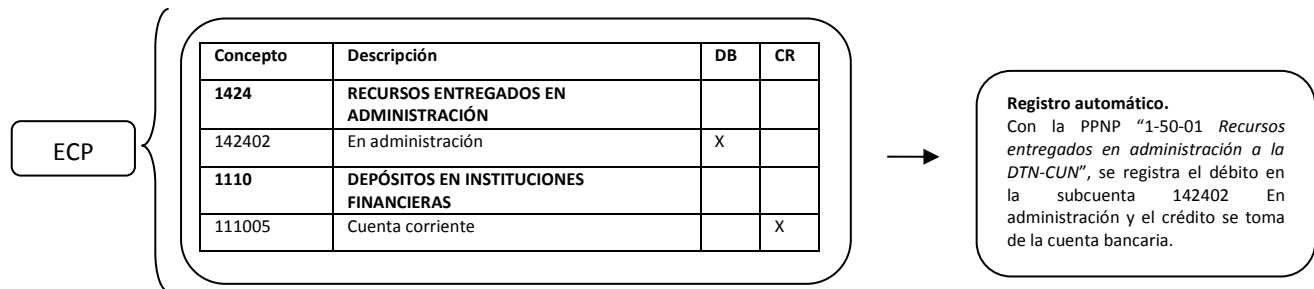 ECP
Concepto Descripción DB CR
1424 RECURSOS ENTREGADOS EN
ADMINISTRACIÓN
142402 En administración X
1110 DEPÓSITOS EN INSTITUCIONES
FINANCIERAS
111005 Cuenta corriente X
Registro automático.
Con la PPNP “1-50-01 Recursos
entregados en administración a la
DTN-CUN”, se registra el débito en
la subcuenta 142402 En
administración y el crédito se toma
de la cuenta bancaria.